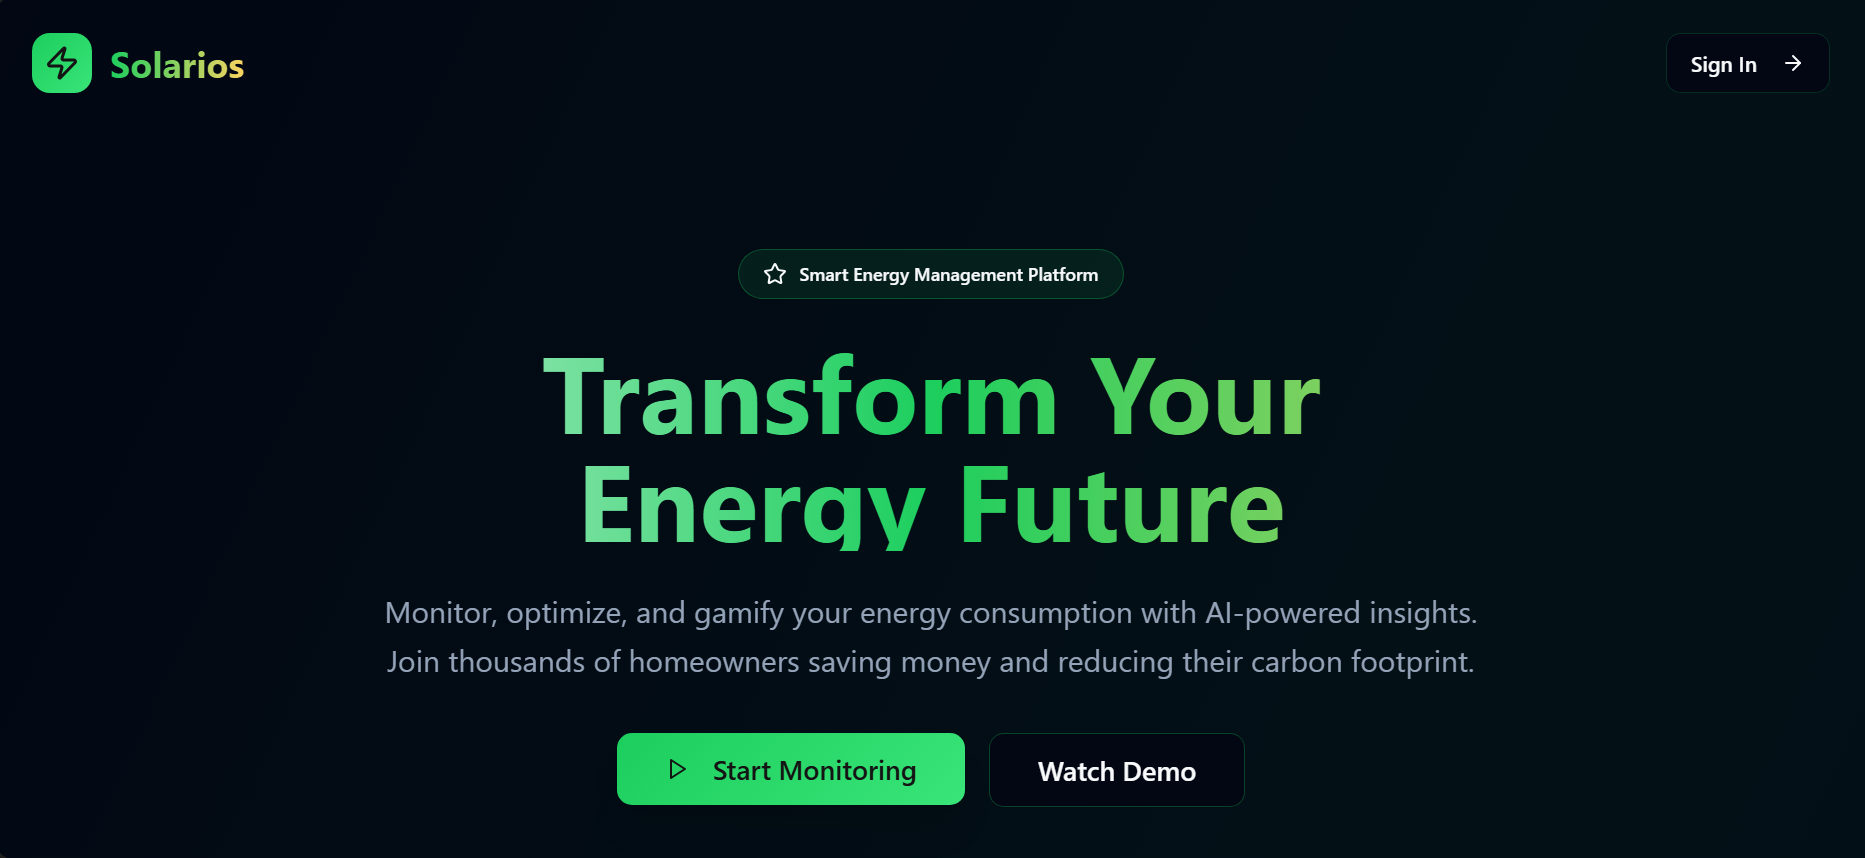 Solarios
Sign In
Smart Energy Management Platform
Transform Your
Energy Future
Monitor, optimize, and gamify your energy consumption with AI-powered insights.
Join thousands of homeowners saving money and reducing their carbon footprint.
Start Monitoring
Watch Demo